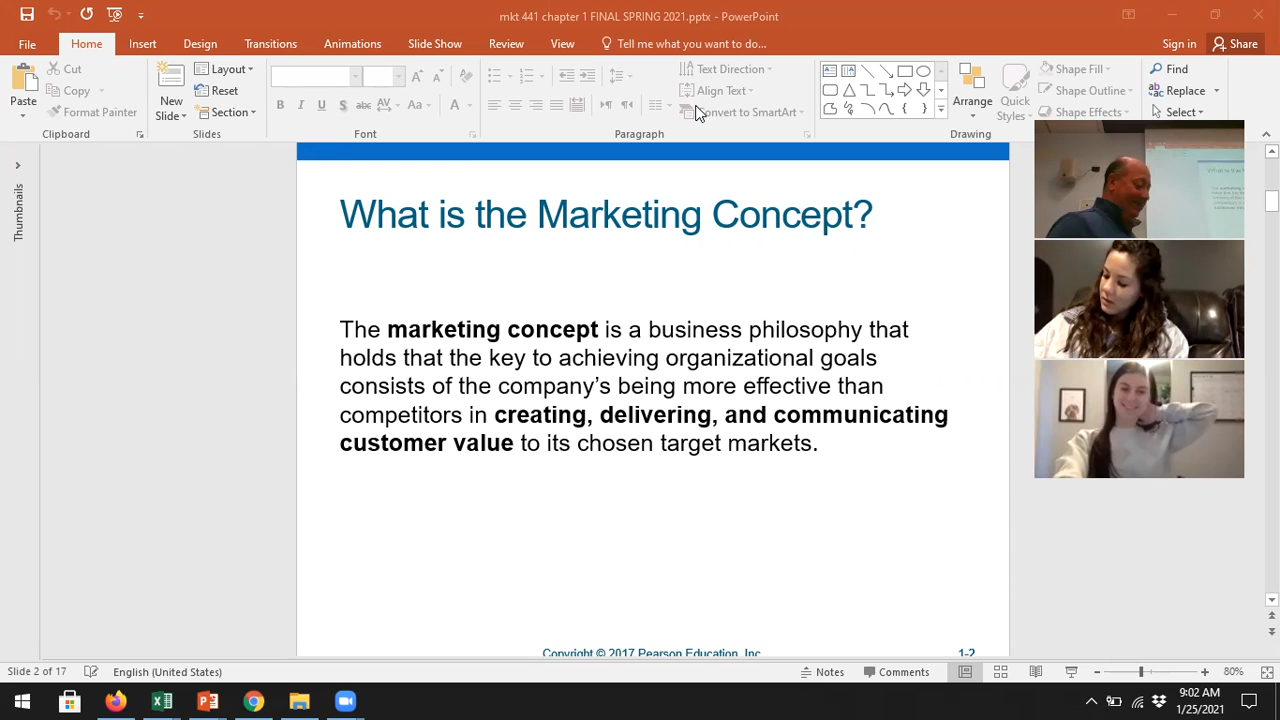 mkt 441 chapter 1 FINAL SPRING 2021.pptx - PowerPoint
File Home Insert Design Transitions Animations Slide Show Review View Tell me what you want to do... Sign in Share
Paste
Cut
Copy
Format Painter
Clipboard
New
Slide
Layout
Reset
Section
Slides
B I U S abc AV Aa A
Font
Text Direction
Align Text
Convert to SmartArt
Paragraph
Arrange
Quick
Styles
Shape Fill
Shape Outline
Shape Effects
Drawing
Find
Replace
Select
Thumbnails
What is the Marketing Concept?
The marketing concept is a business philosophy that
holds that the key to achieving organizational goals
consists of the company's being more effective than
competitors in creating, delivering, and communicating
customer value to its chosen target markets.
Copyright © 2017 Pearson Education, Inc
1-2
Slide 2 of 17 English (United States) Notes Comments 80%
9:02 AM
1/25/2021